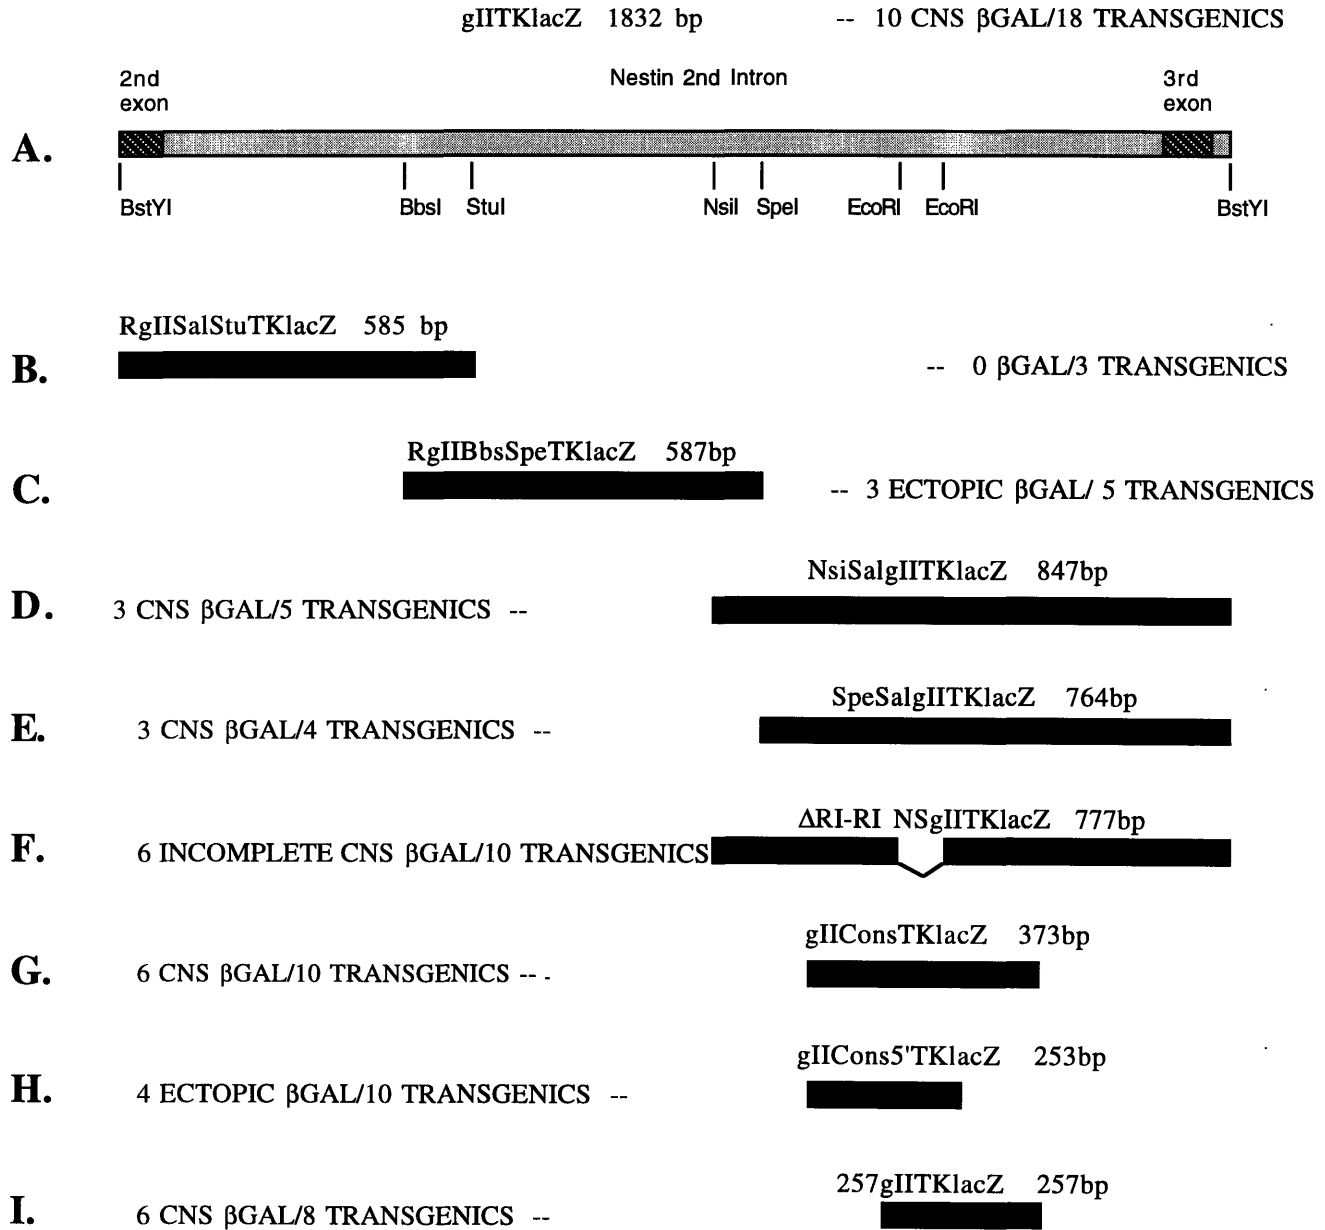 gIITKlacZ 1832 bp -- 10 CNS βGAL/18 TRANSGENICS
2nd exon Nestin 2nd Intron 3rd exon
A.
BstYI BbsI StuI NsiI SpeI EcoRI EcoRI BstYI
RgIISalStuTKlacZ 585 bp
B. -- 0 βGAL/3 TRANSGENICS
RgIIBbsSpeTKlacZ 587bp
C. -- 3 ECTOPIC βGAL/ 5 TRANSGENICS
NsiSalgIITKlacZ 847bp
D. 3 CNS βGAL/5 TRANSGENICS --
SpeSalgIITKlacZ 764bp
E. 3 CNS βGAL/4 TRANSGENICS --
ΔRI-RI NSgIITKlacZ 777bp
F. 6 INCOMPLETE CNS βGAL/10 TRANSGENICS
gIIConsTKlacZ 373bp
G. 6 CNS βGAL/10 TRANSGENICS -- -
gIICons5'TKlacZ 253bp
H. 4 ECTOPIC βGAL/10 TRANSGENICS --
257gIITKlacZ 257bp
I. 6 CNS βGAL/8 TRANSGENICS --